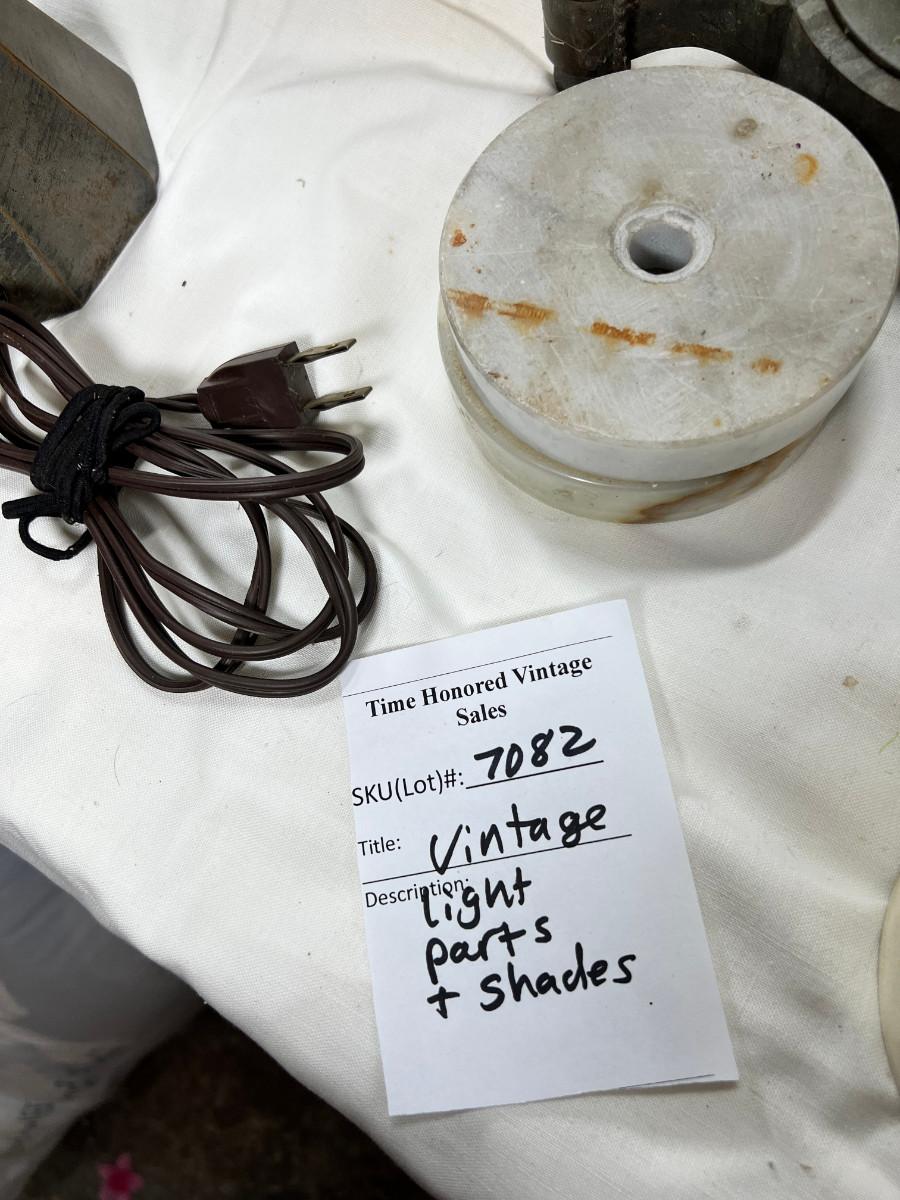 Time Honored Vintage
Sales
SKU(Lot)#: 7082
Title: Vintage
Description:
light
parts
+ shades